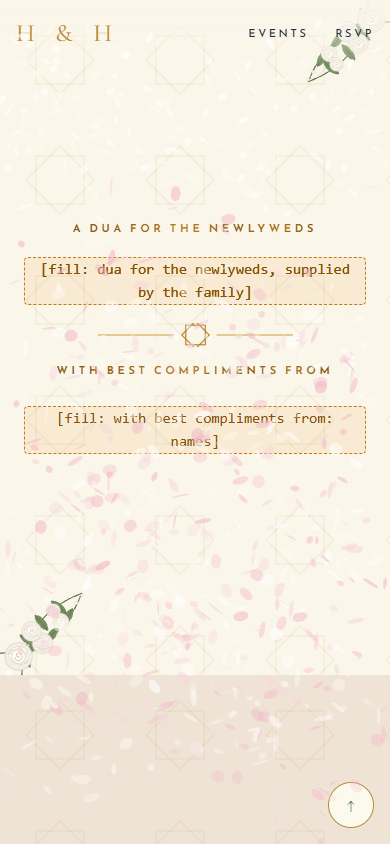 H & H
EVENTS RSVP
A DUA FOR THE NEWLYWEDS
[fill: dua for the newlyweds, supplied
by the family]
WITH BEST COMPLIMENTS FROM
[fill: with best compliments from:
names]
↑